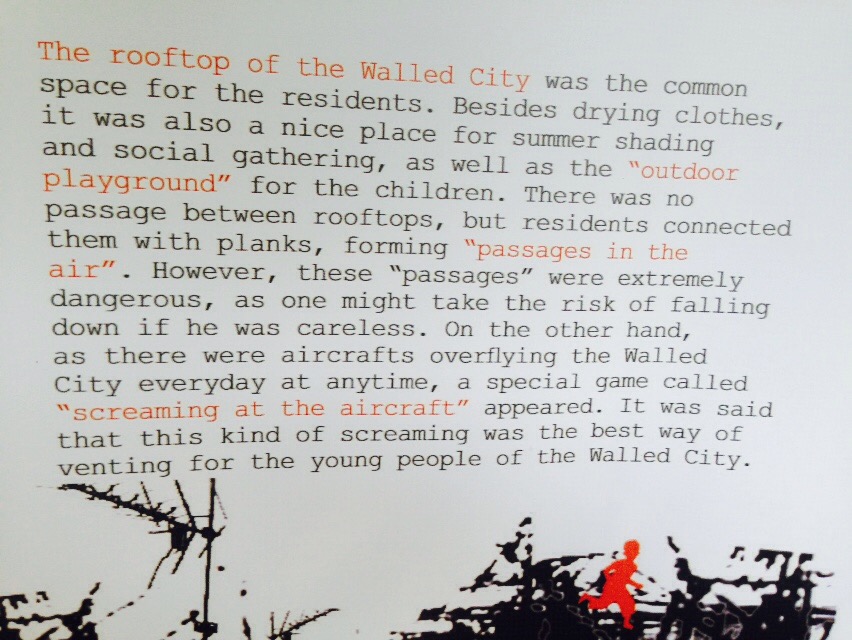 The rooftop of the Walled City was the common
space for the residents. Besides drying clothes,
it was also a nice place for summer shading
and social gathering, as well as the “outdoor
playground” for the children. There was no
passage between rooftops, but residents connected
them with planks, forming “passages in the
air”. However, these “passages” were extremely
dangerous, as one might take the risk of falling
down if he was careless. On the other hand,
as there were aircrafts overflying the Walled
City everyday at anytime, a special game called
“screaming at the aircraft” appeared. It was said
that this kind of screaming was the best way of
venting for the young people of the Walled City.